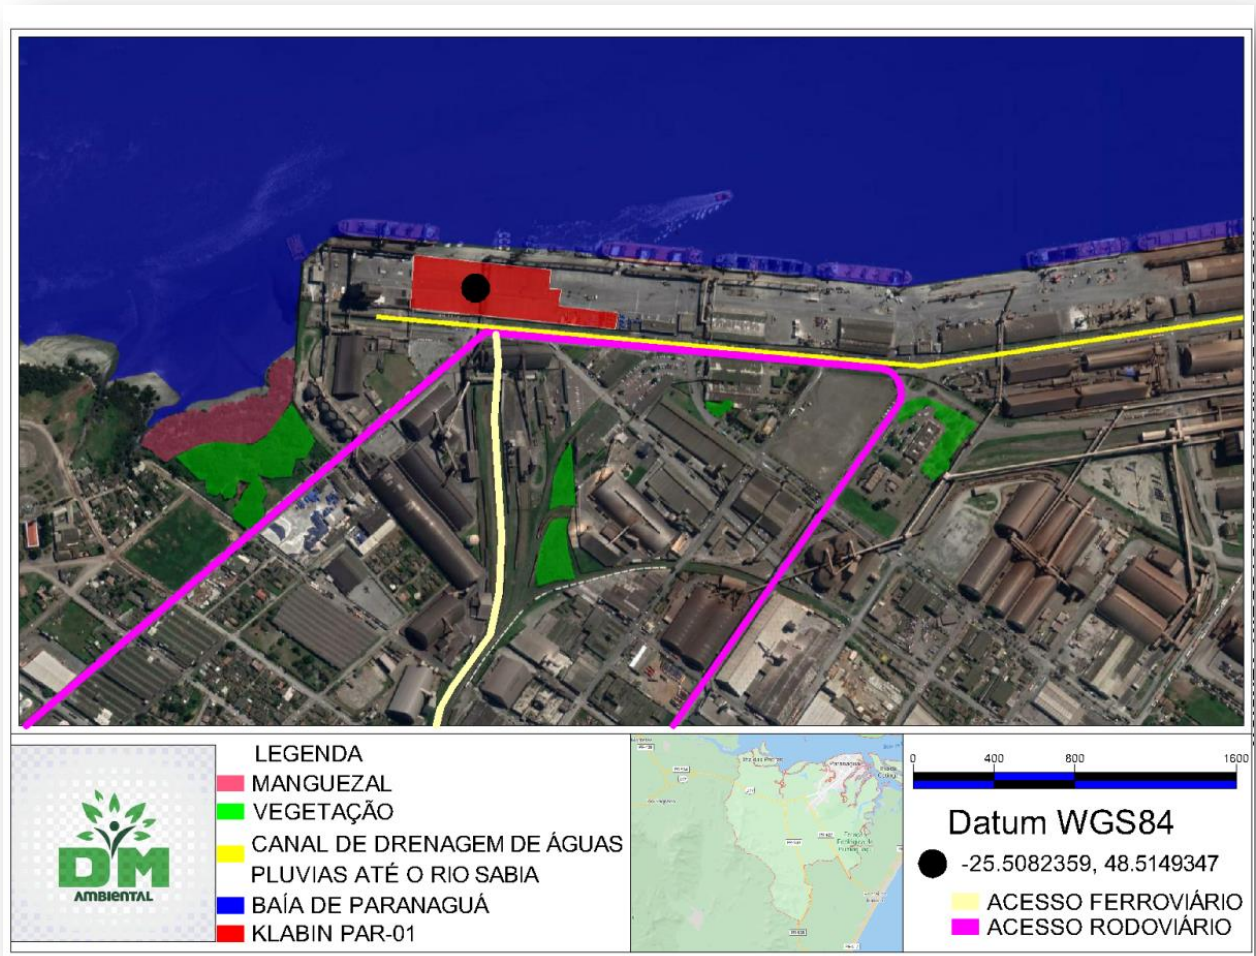 LEGENDA
MANGUEZAL
VEGETAÇÃO
CANAL DE DRENAGEM DE ÁGUAS
PLUVIAS ATÉ O RIO SABIA
BAÍA DE PARANAGUÁ
KLABIN PAR-01
DM
AMBIENTAL
Paranaguá
0 400 800 1600
Datum WGS84
-25.5082359, 48.5149347
ACESSO FERROVIÁRIO
ACESSO RODOVIÁRIO